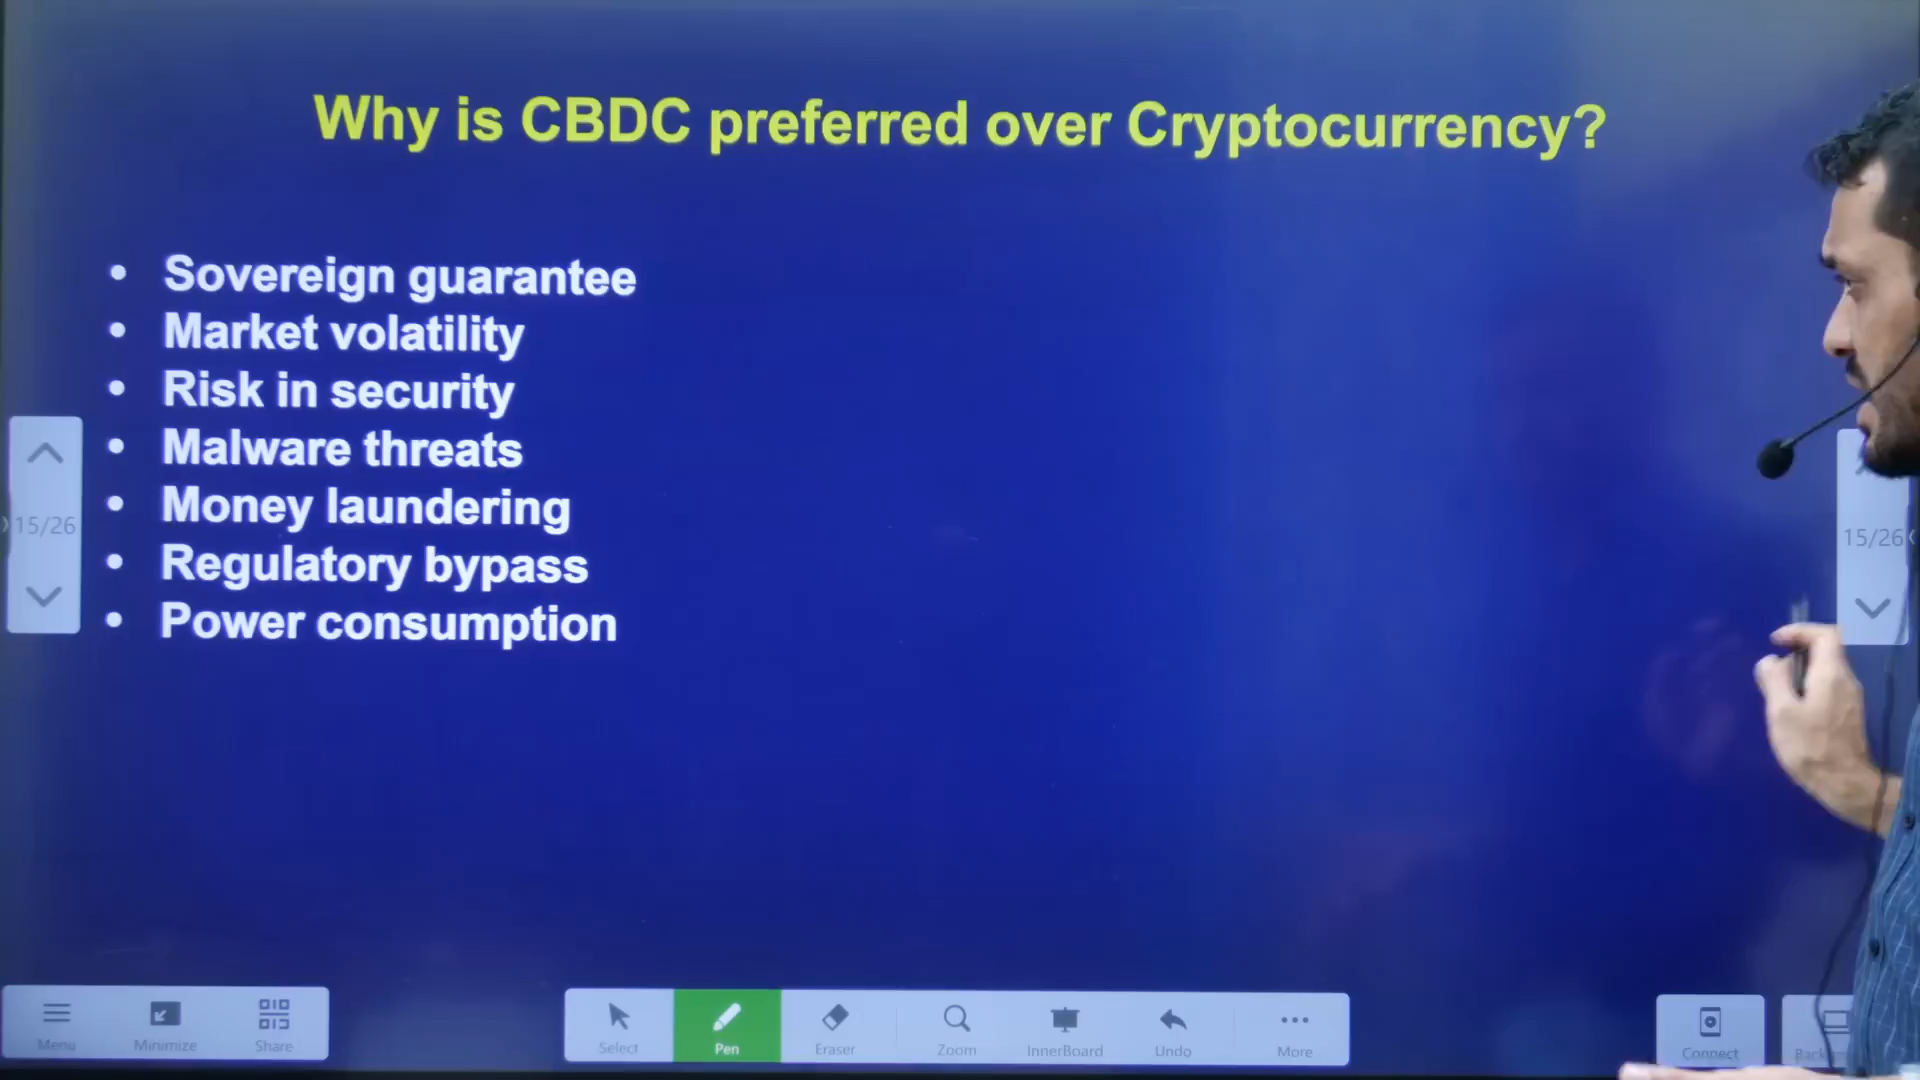 Why is CBDC preferred over Cryptocurrency?
• Sovereign guarantee
• Market volatility
• Risk in security
• Malware threats
• Money laundering
• Regulatory bypass
• Power consumption
15/26
15/26
Menu
Minimize
Share
Select
Pen
Eraser
Zoom
InnerBoard
Undo
More
Connect